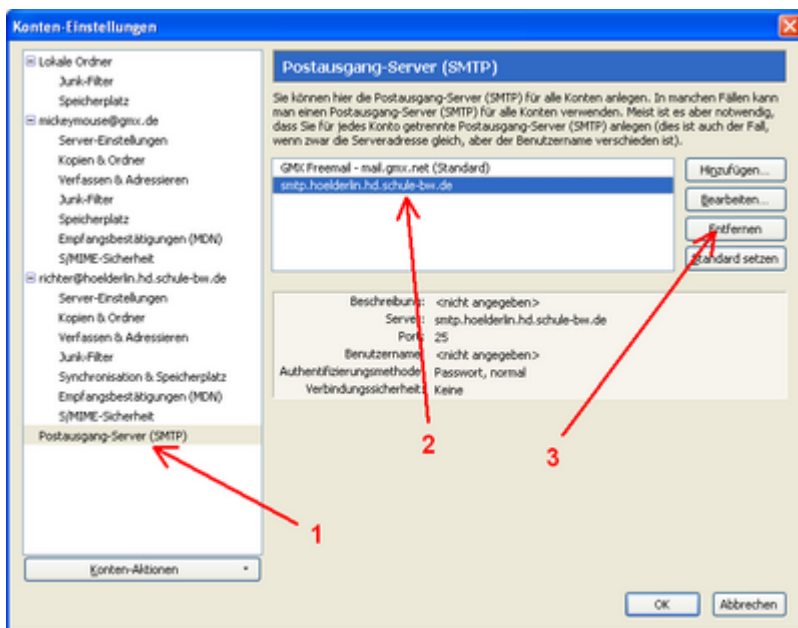 Konten-Einstellungen
Lokale Ordner
Junk-Filter
Speicherplatz
mickeymouse@gmx.de
Server-Einstellungen
Kopien & Ordner
Verfassen & Adressieren
Junk-Filter
Speicherplatz
Empfangsbestätigungen (MDN)
S/MIME-Sicherheit
richter@hoelderlin.hd.schule-bw.de
Server-Einstellungen
Kopien & Ordner
Verfassen & Adressieren
Junk-Filter
Synchronisation & Speicherplatz
Empfangsbestätigungen (MDN)
S/MIME-Sicherheit
Postausgang-Server (SMTP)
Konten-Aktionen
Postausgang-Server (SMTP)
Sie können hier die Postausgang-Server (SMTP) für alle Konten anlegen. In manchen Fällen kann
man einen Postausgang-Server (SMTP) für alle Konten verwenden. Meist ist es aber notwendig,
dass Sie für jedes Konto getrennte Postausgang-Server (SMTP) anlegen (dies ist auch der Fall,
wenn zwar die Serveradresse gleich, aber der Benutzername verschieden ist).
GMX Freemail - mail.gmx.net (Standard)
smtp.hoelderlin.hd.schule-bw.de
Hinzufügen...
Bearbeiten...
Entfernen
Standard setzen
Beschreibung: <nicht angegeben>
Server: smtp.hoelderlin.hd.schule-bw.de
Port: 25
Benutzername: <nicht angegeben>
Authentifizierungsmethode: Passwort, normal
Verbindungssicherheit: Keine
1
2
3
OK
Abbrechen